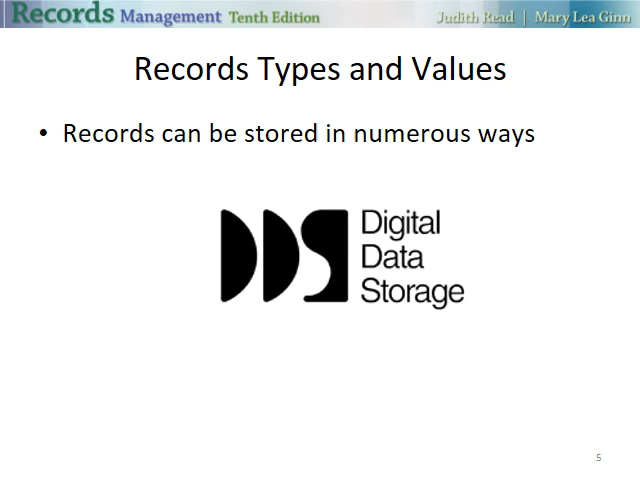 Records Management Tenth Edition Judith Read | Mary Lea Ginn
Records Types and Values
• Records can be stored in numerous ways
DDS Digital
Data
Storage
5